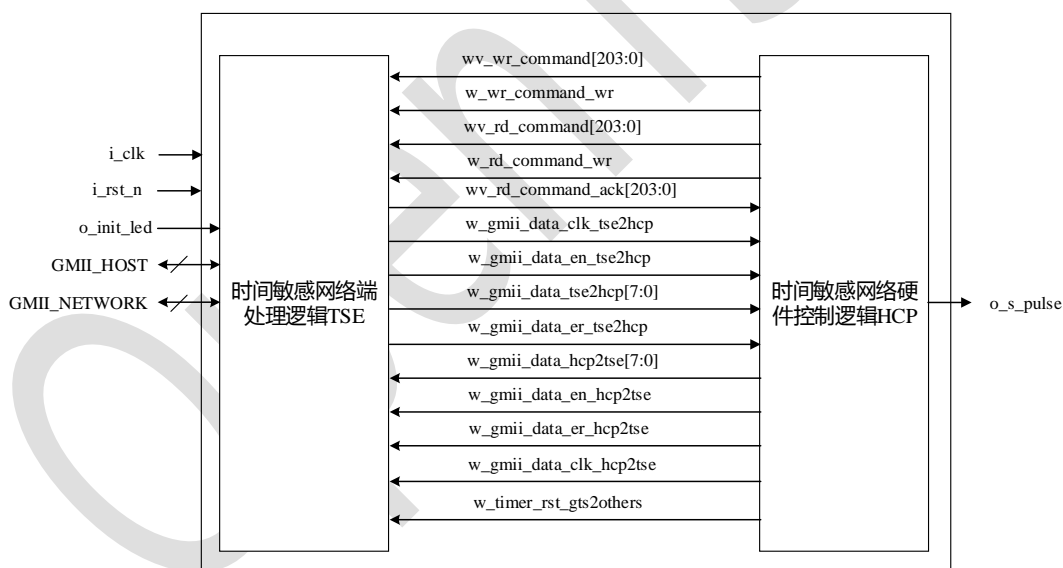 i_clk
i_rst_n
o_init_led
GMII_HOST
GMII_NETWORK
时间敏感网络端
处理逻辑TSE
wv_wr_command[203:0]
w_wr_command_wr
wv_rd_command[203:0]
w_rd_command_wr
wv_rd_command_ack[203:0]
w_gmii_data_clk_tse2hcp
w_gmii_data_en_tse2hcp
w_gmii_data_tse2hcp[7:0]
w_gmii_data_er_tse2hcp
w_gmii_data_hcp2tse[7:0]
w_gmii_data_en_hcp2tse
w_gmii_data_er_hcp2tse
w_gmii_data_clk_hcp2tse
w_timer_rst_gts2others
时间敏感网络硬
件控制逻辑HCP
o_s_pulse